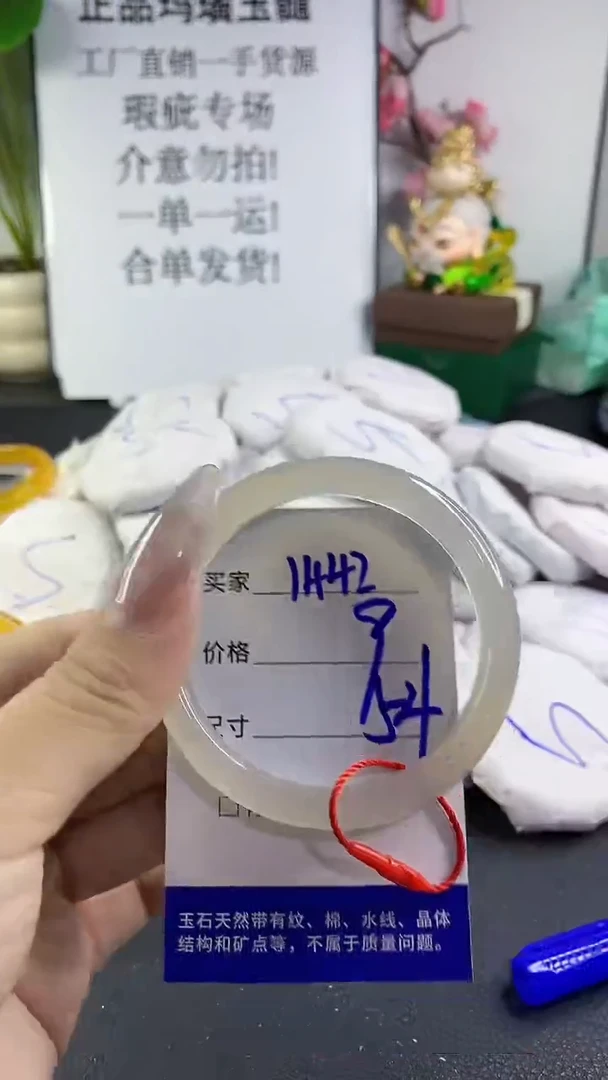 正品玛瑙玉髓
工厂直销一手货源
瑕疵专场
介意勿拍!
一单一运!
合单发货!
买家 1442
价格
尺寸 54
玉石天然带有纹、棉、水线、晶体
结构和矿点等，不属于质量问题。